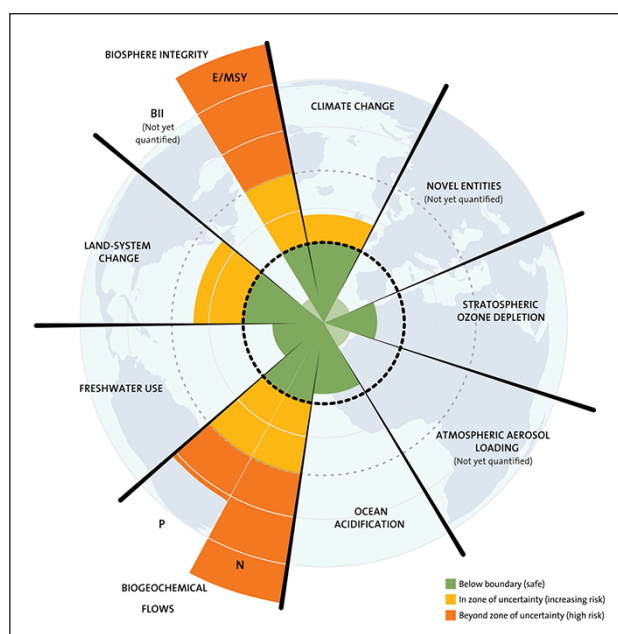 BIOSPHERE INTEGRITY
E/MSY
CLIMATE CHANGE
BII
(Not yet
quantified)
NOVEL ENTITIES
(Not yet quantified)
LAND-SYSTEM
CHANGE
STRATOSPHERIC
OZONE DEPLETION
FRESHWATER USE
ATMOSPHERIC AEROSOL
LOADING
(Not yet quantified)
OCEAN
ACIDIFICATION
P
N
BIOGEOCHEMICAL
FLOWS
Below boundary (safe)
In zone of uncertainty (increasing risk)
Beyond zone of uncertainty (high risk)